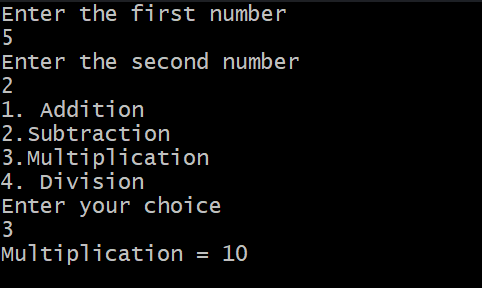 Enter the first number
5
Enter the second number
2
1. Addition
2.Subtraction
3.Multiplication
4. Division
Enter your choice
3
Multiplication = 10